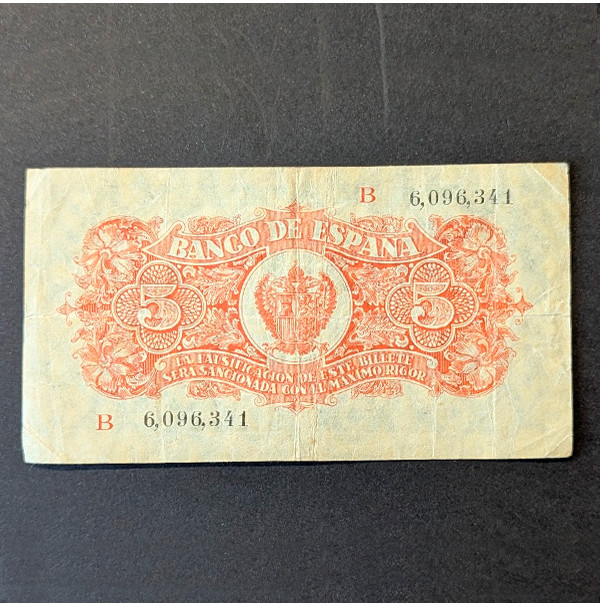 B 6,096,341
BANCO DE ESPAÑA
5 5
LA FALSIFICACION DE ESTE BILLETE
SERA SANCIONADA CON EL MAXIMO RIGOR
B 6,096,341